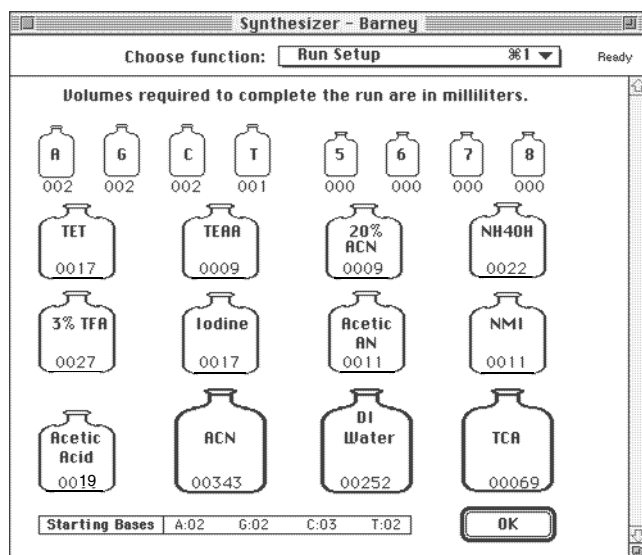 Synthesizer - Barney
Choose function: Run Setup ⌘1 Ready
Volumes required to complete the run are in milliliters.
A G C T 5 6 7 8
002 002 002 001 000 000 000 000
TET TEAA 20% NH4OH
ACN
0017 0009 0009 0022
3% TFA Iodine Acetic NMI
AN
0027 0017 0011 0011
Acetic ACN DI TCA
Acid Water
0019 00343 00252 00069
Starting Bases A:02 G:02 C:03 T:02 OK